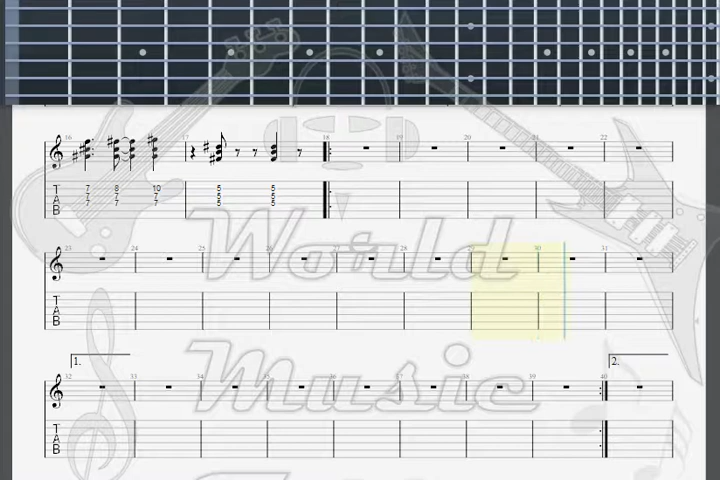 16 17 18 19 20 21 22
7 8 10 5 5
7 7 7 5 5
7 7 7 5 5
T
A
B
World
23 24 25 26 27 28 29 30 31
T
A
B
Music
1. 2.
32 33 34 35 36 37 38 39 40
T
A
B